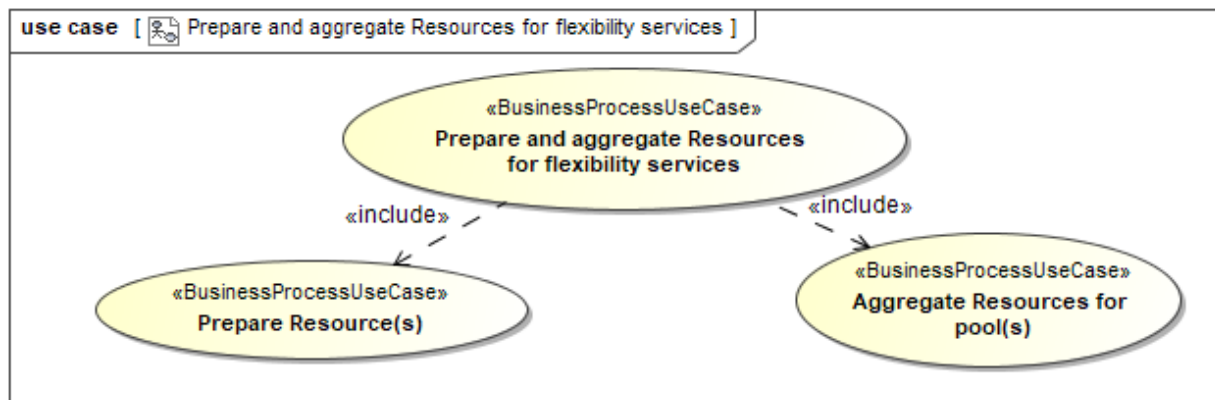 use case [ Prepare and aggregate Resources for flexibility services ]
«BusinessProcessUseCase»
Prepare and aggregate Resources
for flexibility services
«include»
«include»
«BusinessProcessUseCase»
Prepare Resource(s)
«BusinessProcessUseCase»
Aggregate Resources for
pool(s)